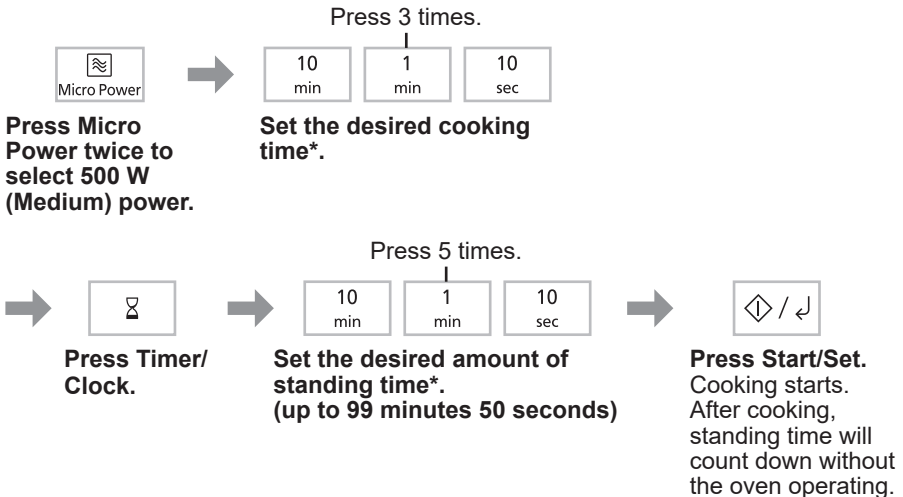 Press 3 times.
Micro Power
10
min
1
min
10
sec
Press Micro
Power twice to
select 500 W
(Medium) power.
Set the desired cooking
time*.
Press 5 times.
10
min
1
min
10
sec
/
Press Timer/
Clock.
Set the desired amount of
standing time*.
(up to 99 minutes 50 seconds)
Press Start/Set.
Cooking starts.
After cooking,
standing time will
count down without
the oven operating.